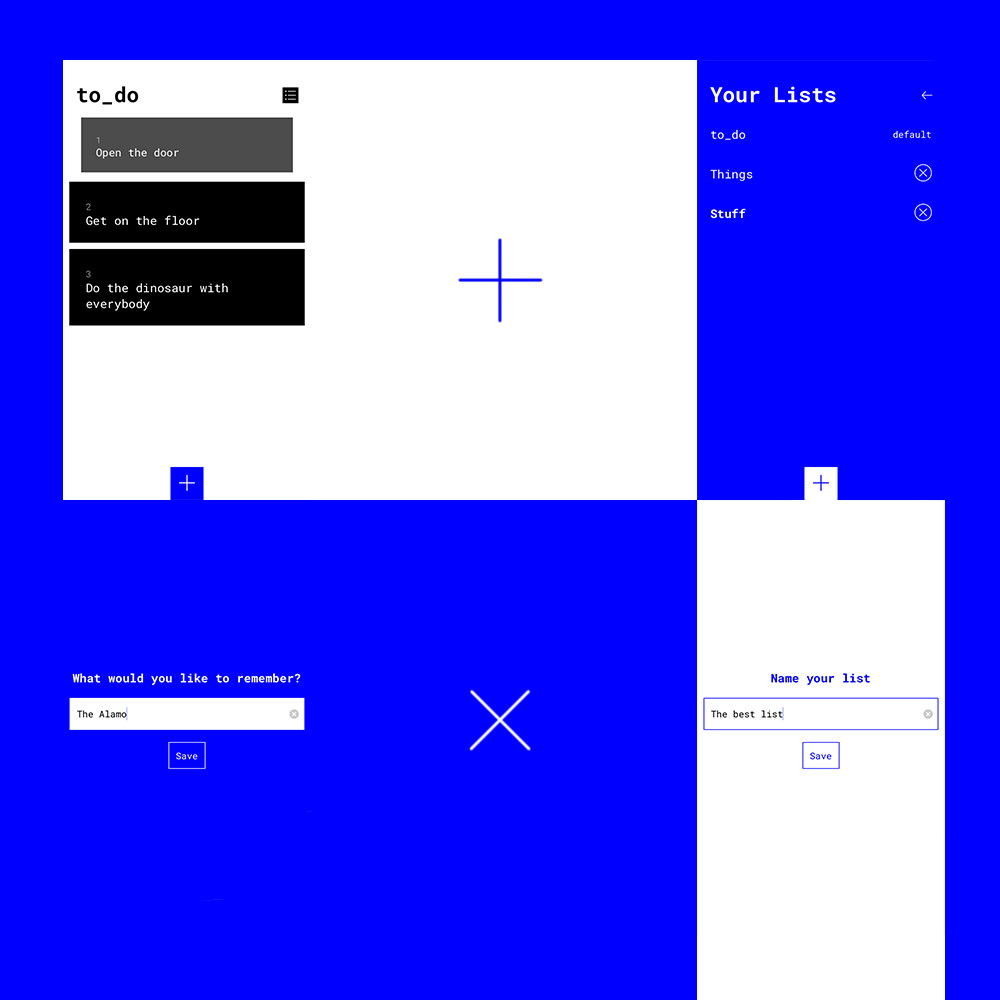 to_do
1
Open the door
2
Get on the floor
3
Do the dinosaur with
everybody
Your Lists
to_do default
Things
Stuff
What would you like to remember?
The Alamo
Save
Name your list
The best list
Save